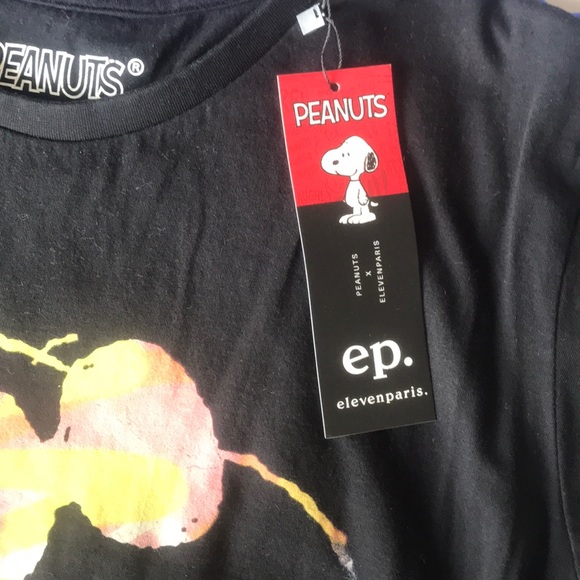 PEANUTS®
PEANUTS
PEANUTS
X
ELEVENPARIS
ep.
elevenparis.